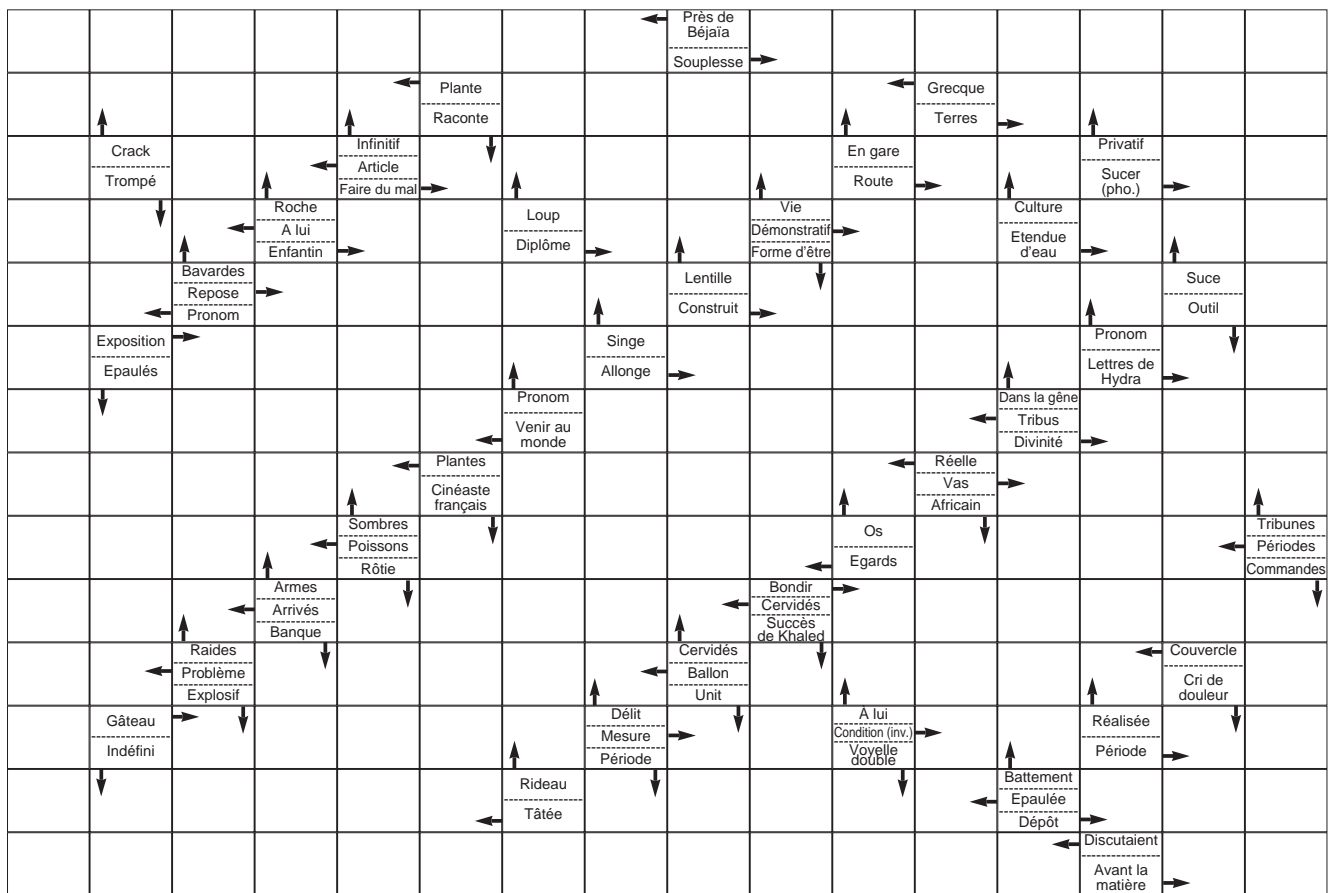 Près de
Béjaïa
Souplesse
Plante
Raconte
Grecque
Terres
Crack
Trompé
Infinitif
Article
Faire du mal
En gare
Route
Privatif
Sucer
(pho.)
Roche
A lui
Enfantin
Loup
Diplôme
Vie
Démonstratif
Forme d'être
Culture
Etendue
d'eau
Bavardes
Repose
Pronom
Lentille
Construit
Suce
Outil
Exposition
Epaulés
Singe
Allonge
Pronom
Lettres de
Hydra
Pronom
Venir au
monde
Dans la gêne
Tribus
Divinité
Plantes
Cinéaste
français
Réelle
Vas
Africain
Sombres
Poissons
Rôtie
Os
Egards
Tribunes
Périodes
Commandes
Armes
Arrivés
Banque
Bondir
Cervidés
Succès
de Khaled
Raides
Problème
Explosif
Cervidés
Ballon
Unit
Couvercle
Cri de
douleur
Gâteau
Indéfini
Délit
Mesure
Période
A lui
Condition (inv.)
Voyelle
double
Réalisée
Période
Rideau
Tâtée
Battement
Epaulée
Dépôt
Discutaient
Avant la
matière